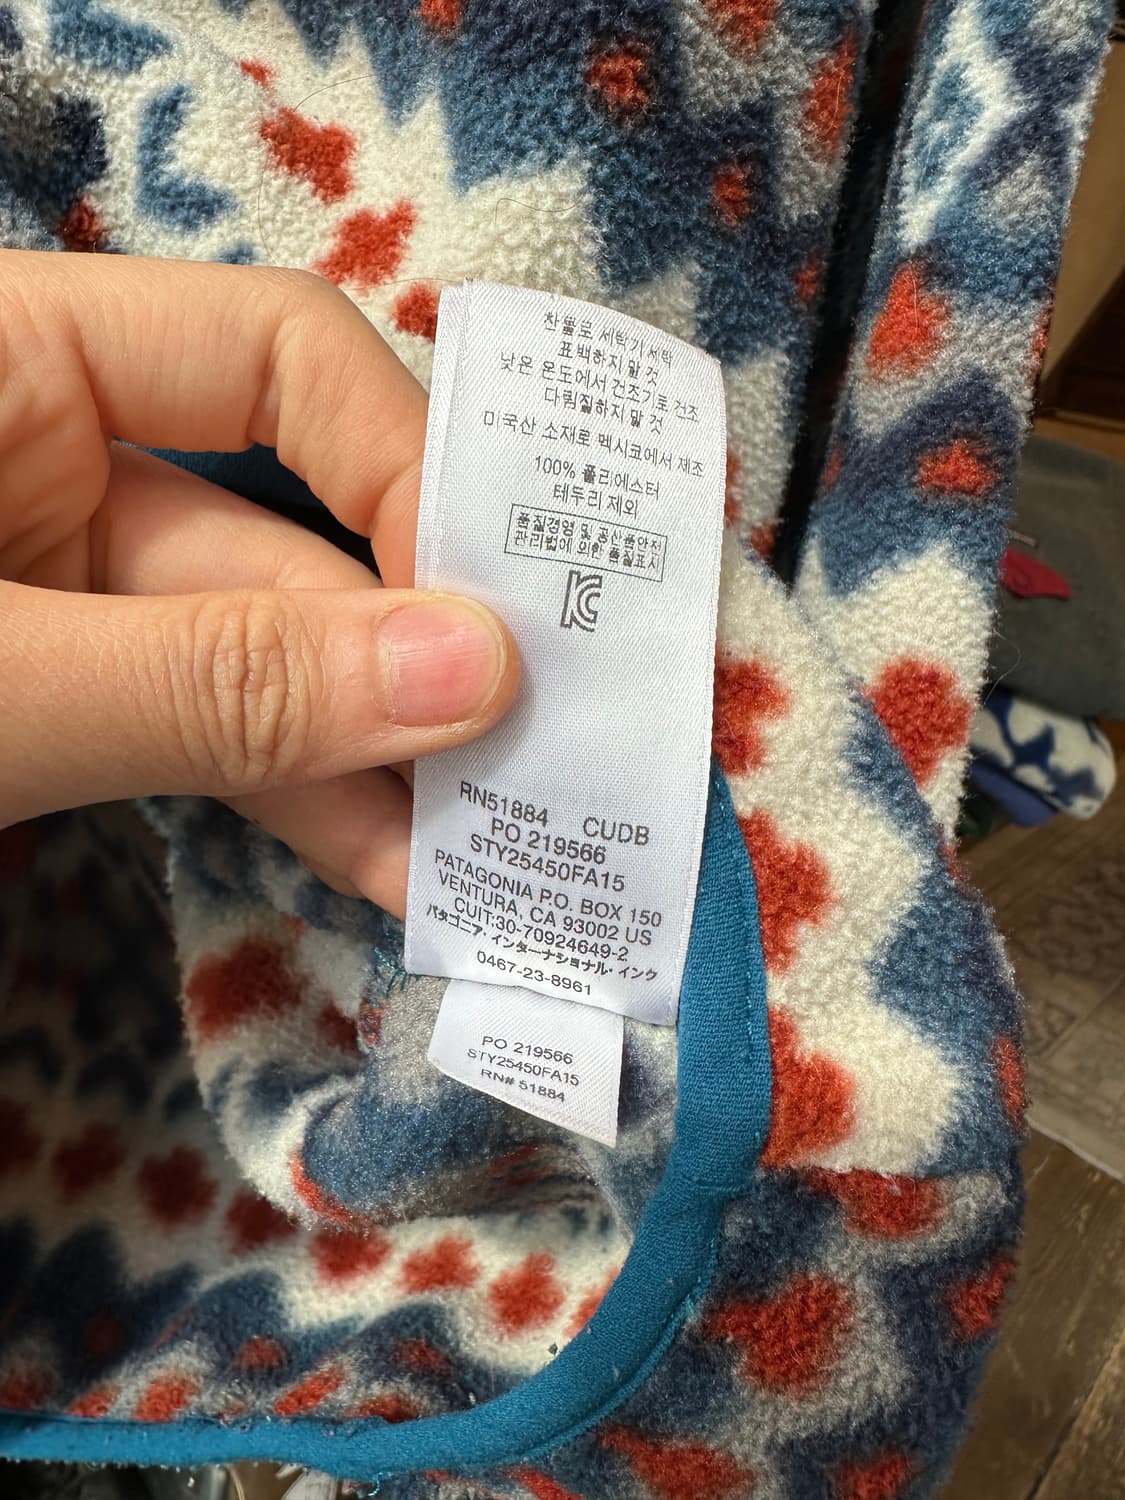 찬물로 세탁기 세탁
표백하지 말 것
낮은 온도에서 건조기로 건조
다림질하지 말 것
미국산 소재로 멕시코에서 제조
100% 폴리에스터
테두리 제외
품질경영 및 공산품안전
관리법에 의한 품질표시
KC
RN51884 CUDB
PO 219566
STY25450FA15
PATAGONIA P.O. BOX 150
VENTURA, CA 93002 US
CUIT:30-70924649-2
パタゴニア・インターナショナル・インク
0467-23-8961
PO 219566
STY25450FA15
RN# 51884